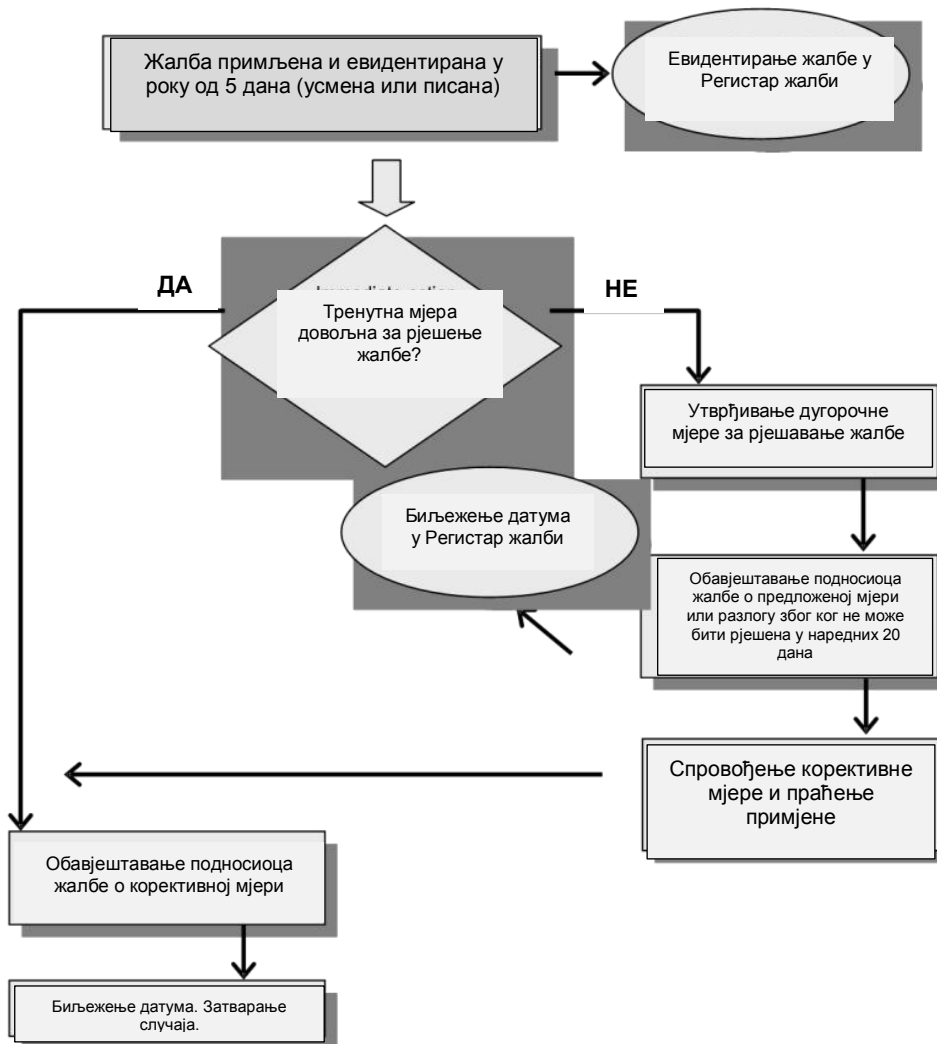 Жалба примљена и евидентирана у
року од 5 дана (усмена или писана)
Евидентирање жалбе у
Регистар жалби
ДА
НЕ
Тренутна мјера
довољна за рјешење
жалбе?
Утврђивање дугорочне
мјере за рјешавање жалбе
Биљежење датума
у Регистар жалби
Обавјештавање подносиоца
жалбе о предложеној мјери
или разлогу због ког не може
бити рјешена у наредних 20
дана
Спровођење корективне
мјере и праћење
примјене
Обавјештавање подносиоца
жалбе о корективној мјери
Биљежење датума. Затварање
случаја.